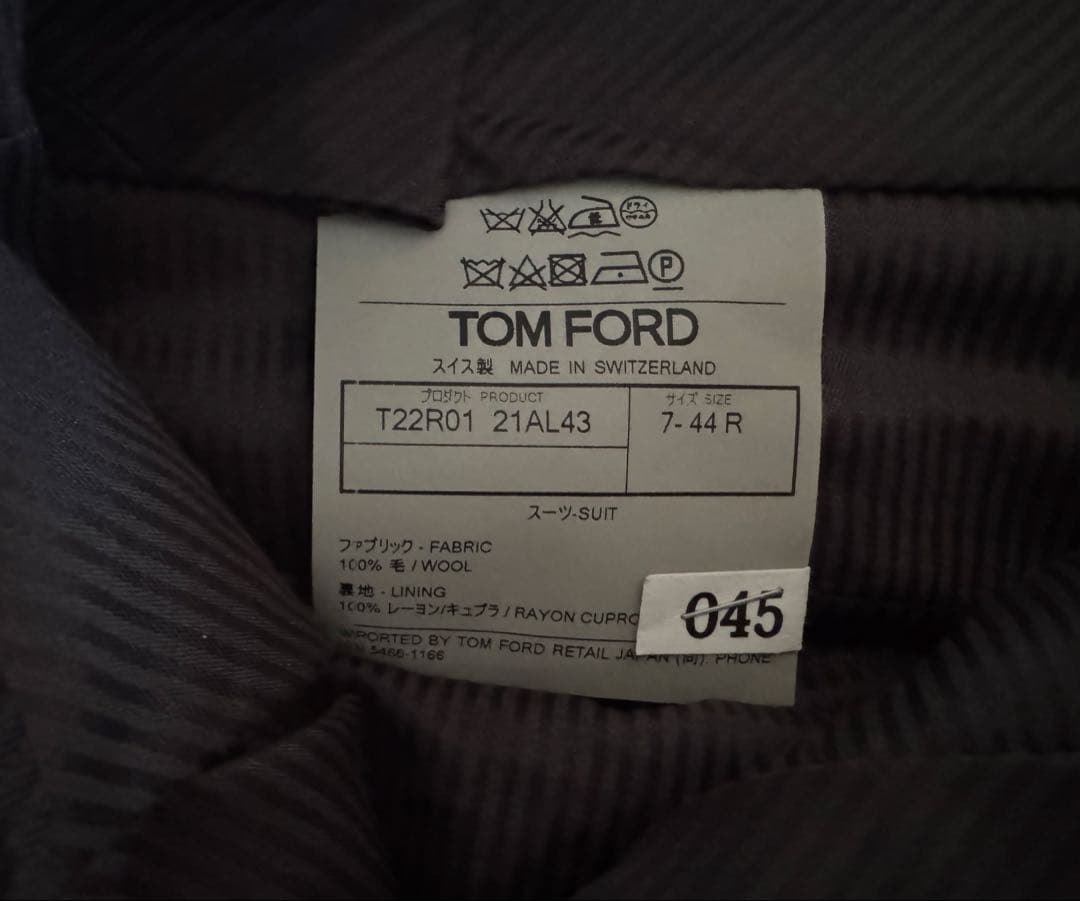 ドライ
P
TOM FORD
スイス製 MADE IN SWITZERLAND
プロダクト PRODUCT
T22R01 21AL43
サイズ SIZE
7- 44 R
スーツ-SUIT
ファブリック - FABRIC
100% 毛 / WOOL
裏地 - LINING
100% レーヨン/キュプラ / RAYON CUPRO
045
IMPORTED BY TOM FORD RETAIL JAPAN (同). PHONE
5466-1166